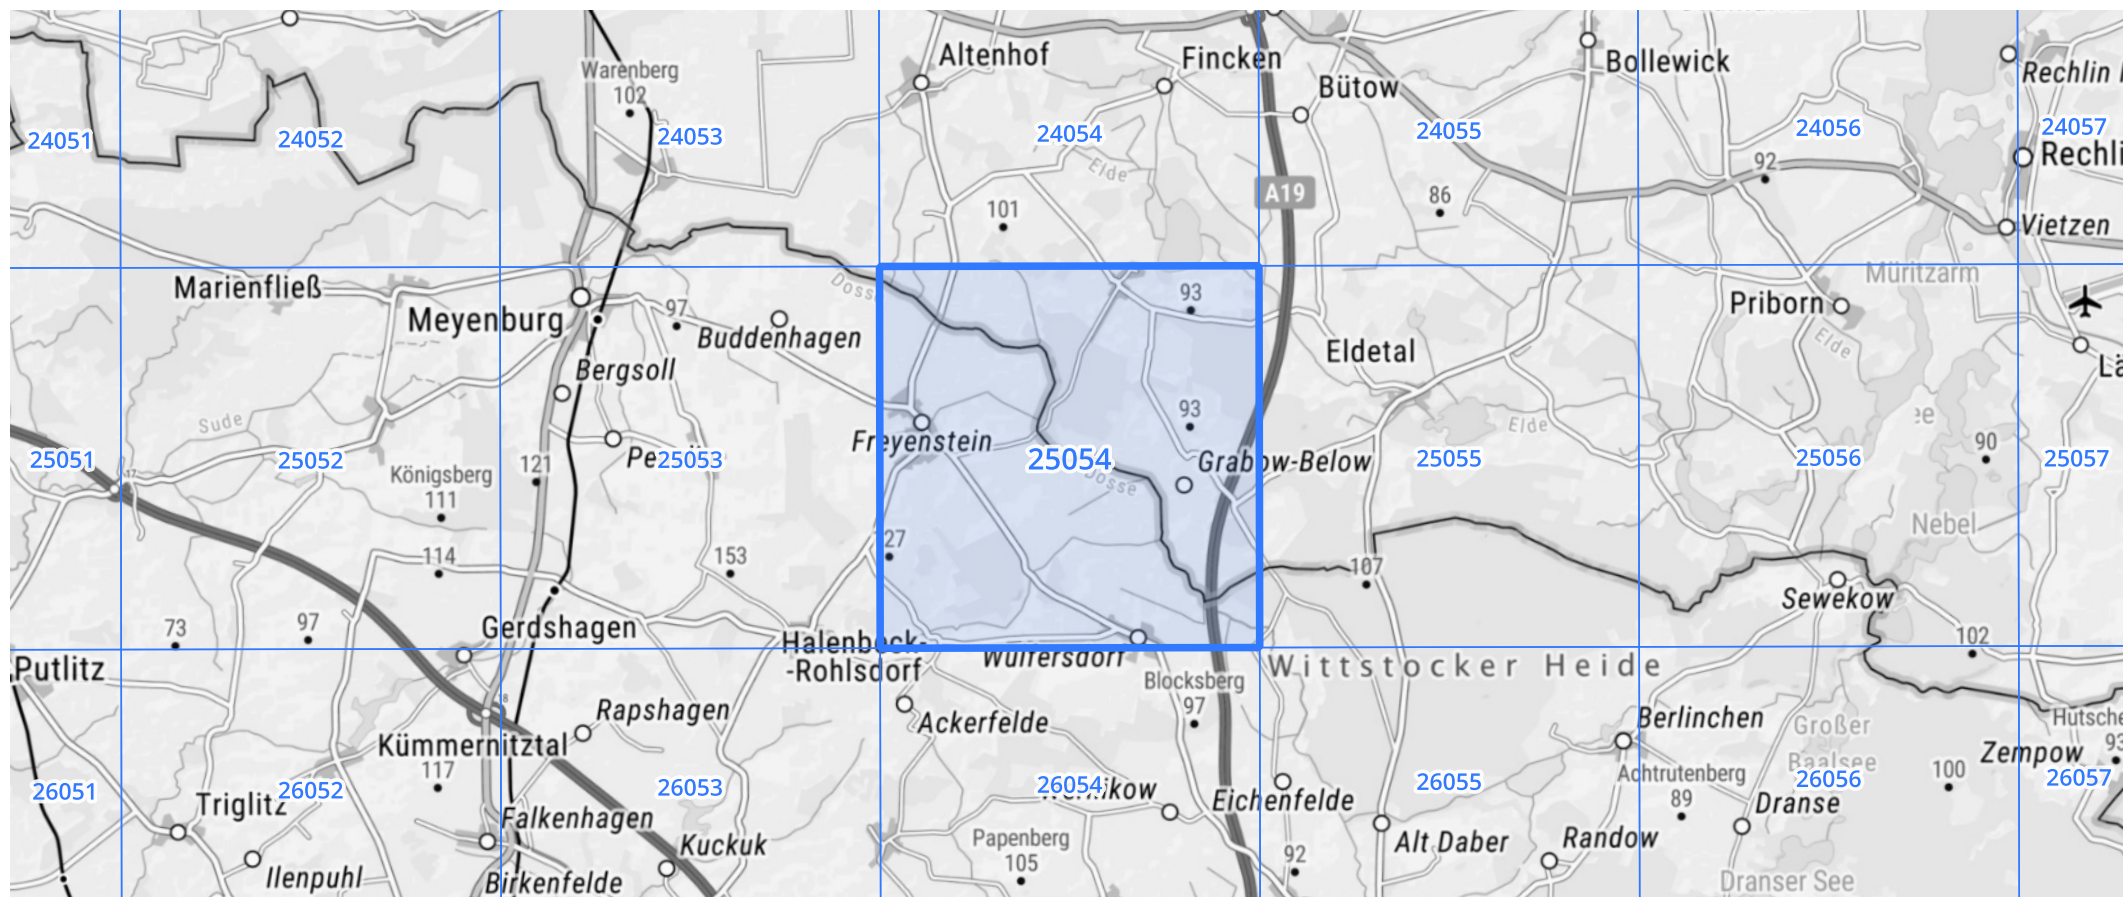 Altenhof
Fincken
Bollewick
Warenberg
102
Bütow
24051
24052
24053
24054
24055
24056
24057
Rechli
Elde
92
A19
86
101
Vietzen
Müritzarm
Marienfließ
Meyenburg
97
Buddenhagen
93
Priborn
Elde
Eldetal
Bergsoll
Sude
93
Elde
Freyenstein
25051
17
25052
25053
25054
Grabow-Below
25055
25056
25057
90
Königsberg
111
121
Dosse
Nebel
114
153
27
107
73
97
Gerdshagen
Sewekow
102
Putlitz
Halenbeck-
-Rohlsdorf
Wulfersdorf
Wittstocker Heide
Blocksberg
97
Rapshagen
Ackerfelde
Berlinchen
Großer
Baalsee
Kümmernitztal
117
Achtrutenberg
89
100
Zempow
93
26051
26052
26053
26054
26055
26056
26057
Triglitz
Eichenfelde
Dranse
Falkenhagen
Kuckuk
Papenberg
105
92
Alt Daber
Randow
Ilenpuhl
Birkenfelde
Dranser See